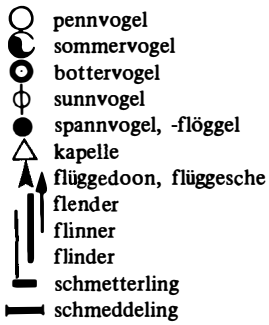 pennvogel
sommervogel
bottervogel
sunnvogel
spannvogel, -flöggel
kapelle
flüggedoon, flüggesche
flender
flinner
flinder
schmetterling
schmeddeling